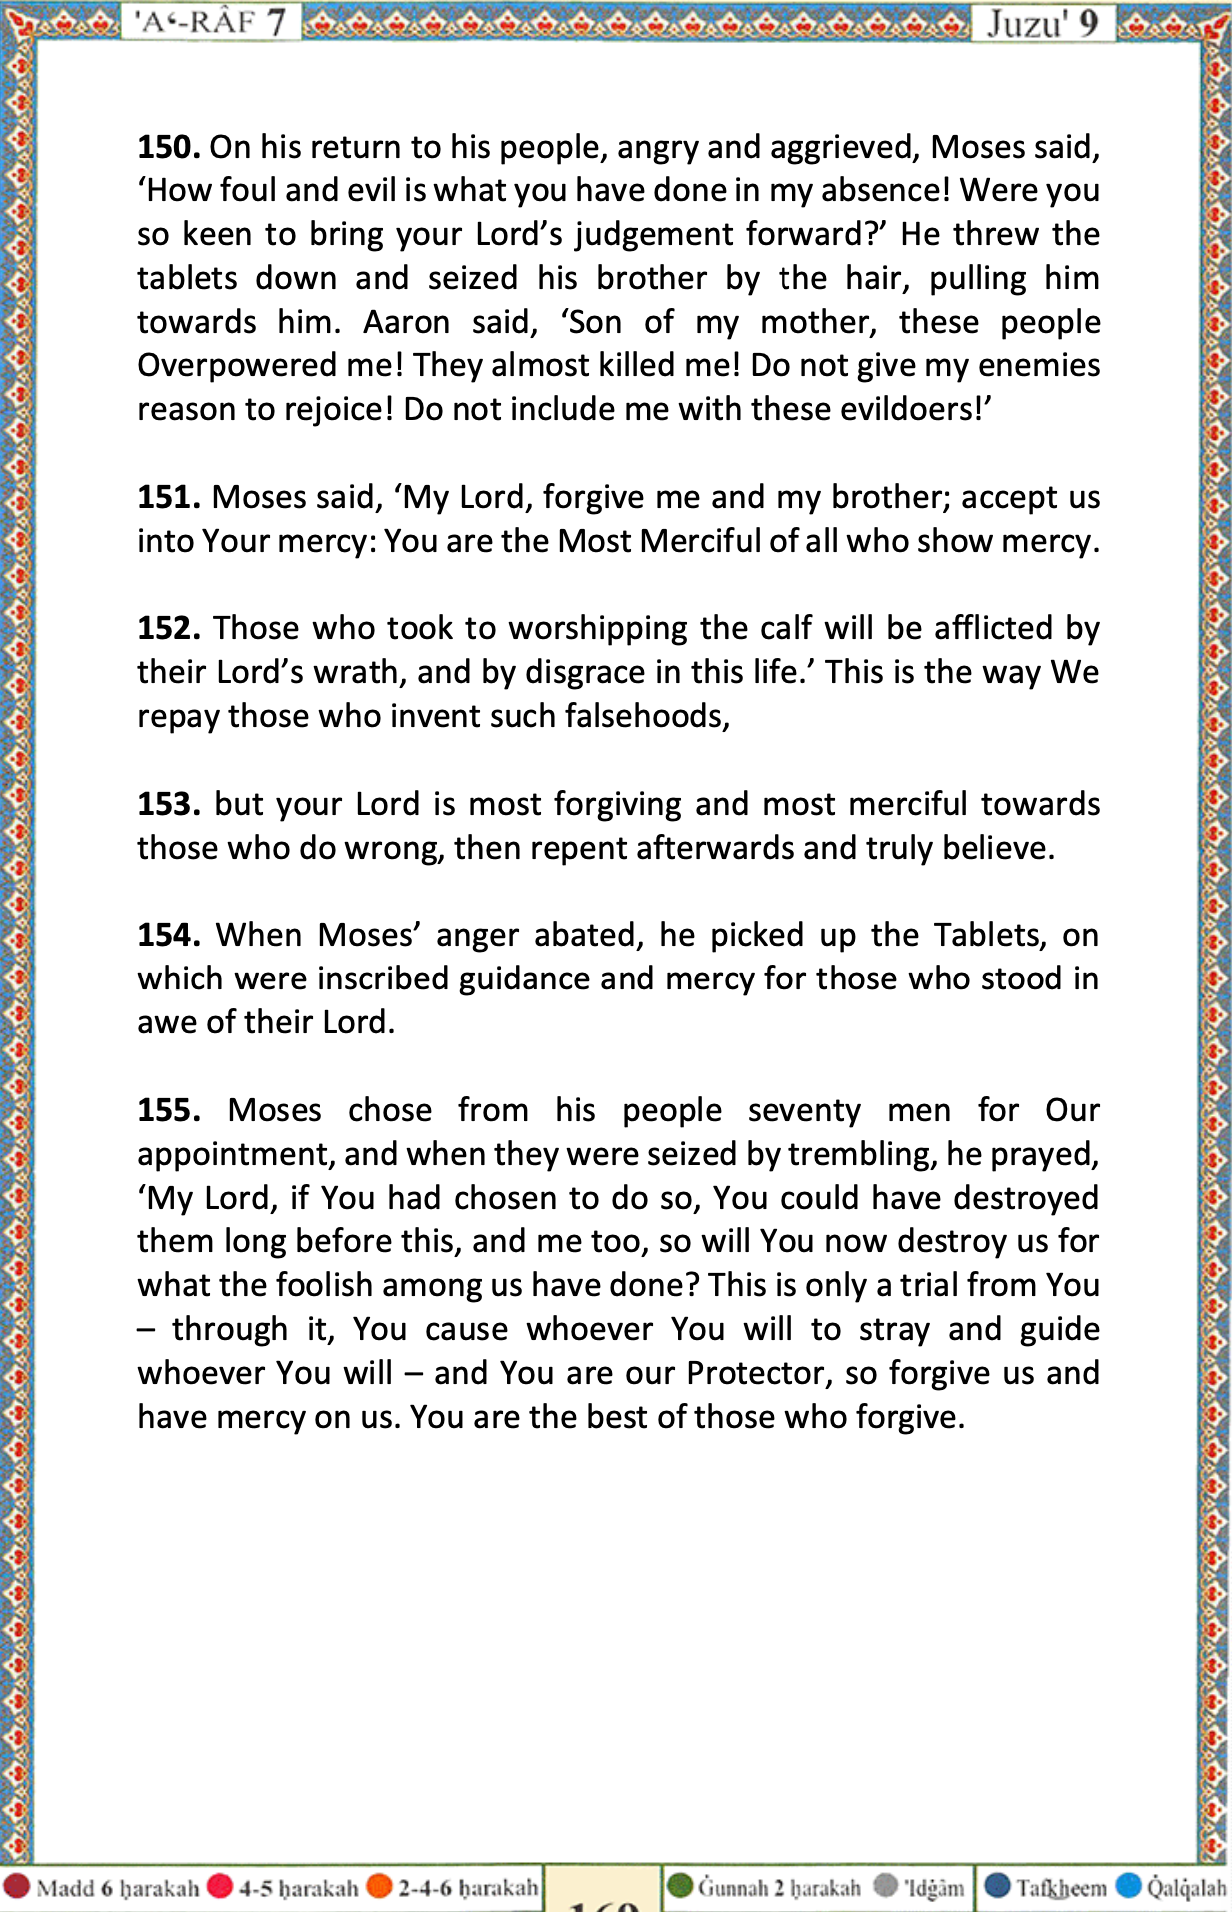 'A‘-RÂF 7
Juzu' 9
150. On his return to his people, angry and aggrieved, Moses said,
‘How foul and evil is what you have done in my absence! Were you
so keen to bring your Lord’s judgement forward?’ He threw the
tablets down and seized his brother by the hair, pulling him
towards him. Aaron said, ‘Son of my mother, these people
Overpowered me! They almost killed me! Do not give my enemies
reason to rejoice! Do not include me with these evildoers!’
151. Moses said, ‘My Lord, forgive me and my brother; accept us
into Your mercy: You are the Most Merciful of all who show mercy.
152. Those who took to worshipping the calf will be afflicted by
their Lord’s wrath, and by disgrace in this life.’ This is the way We
repay those who invent such falsehoods,
153. but your Lord is most forgiving and most merciful towards
those who do wrong, then repent afterwards and truly believe.
154. When Moses’ anger abated, he picked up the Tablets, on
which were inscribed guidance and mercy for those who stood in
awe of their Lord.
155. Moses chose from his people seventy men for Our
appointment, and when they were seized by trembling, he prayed,
‘My Lord, if You had chosen to do so, You could have destroyed
them long before this, and me too, so will You now destroy us for
what the foolish among us have done? This is only a trial from You
– through it, You cause whoever You will to stray and guide
whoever You will – and You are our Protector, so forgive us and
have mercy on us. You are the best of those who forgive.
Madd 6 ḥarakah 4-5 ḥarakah 2-4-6 ḥarakah
Ġunnah 2 ḥarakah 'Idġâm Tafkheem Q̇alq̇alah